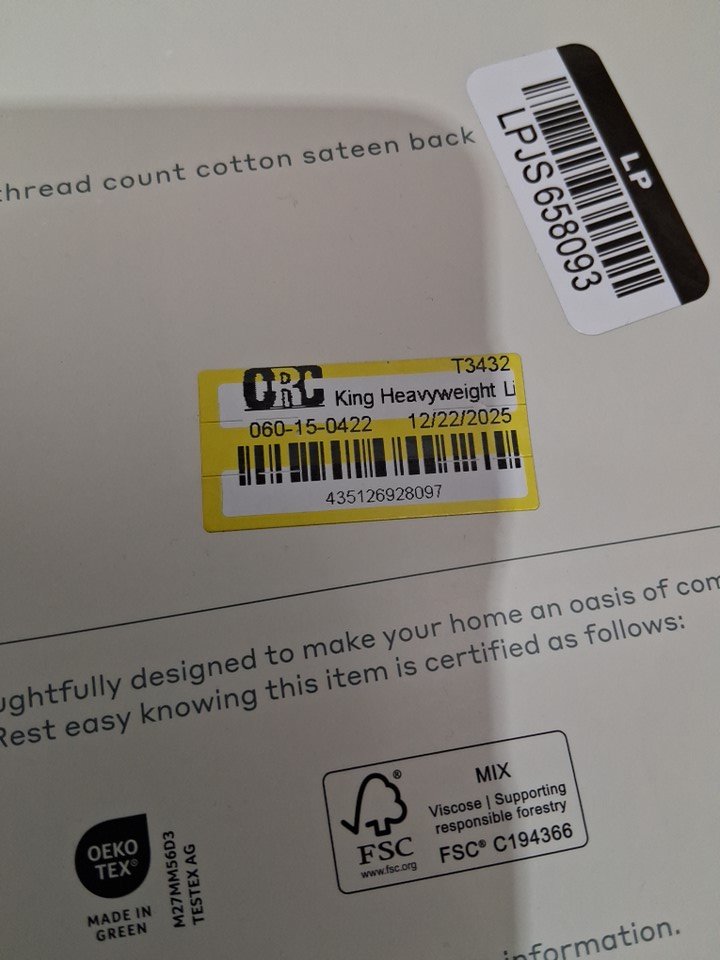 thread count cotton sateen back
LP
LPJS658093
CRC
T3432
King Heavyweight Li
060-15-0422 12/22/2025
435126928097
ughtfully designed to make your home an oasis of com
Rest easy knowing this item is certified as follows:
OEKO
TEX®
MADE IN
GREEN
M27MM56D3
TESTEX AG
®
FSC
www.fsc.org
MIX
Viscose | Supporting
responsible forestry
FSC® C194366
information.